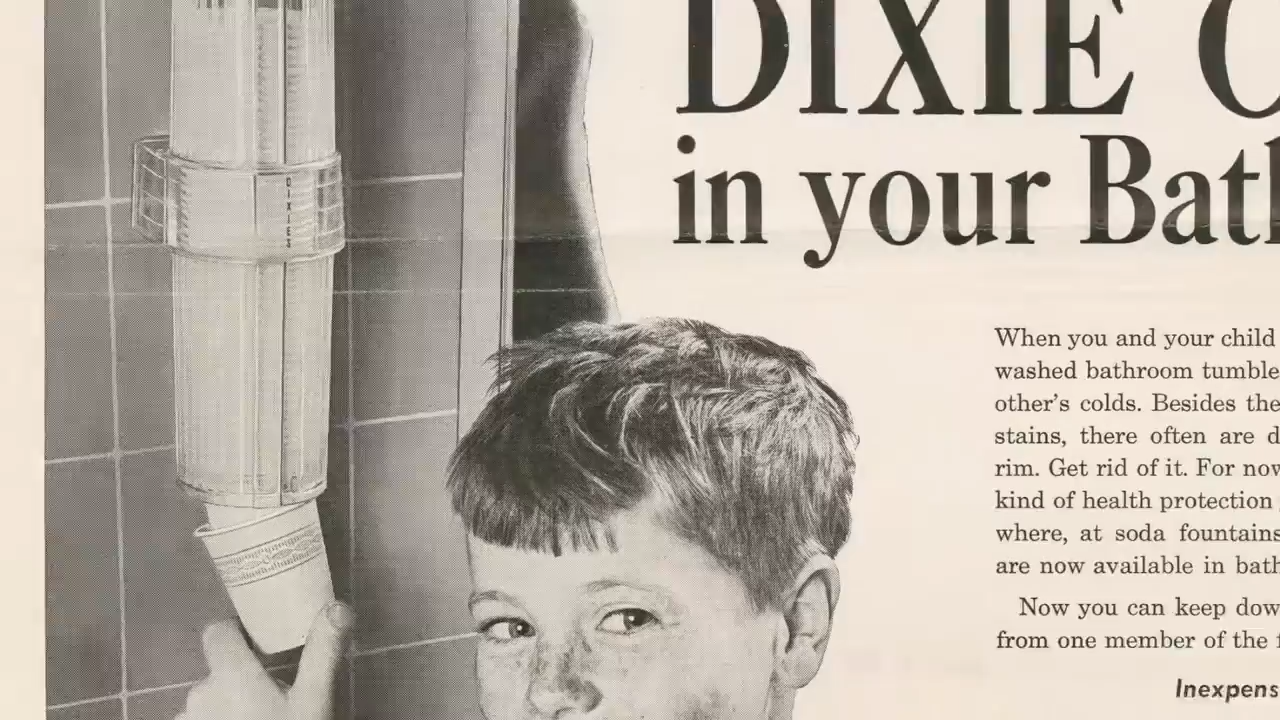 DIXIE C
in your Bath
DIXIES
When you and your child
washed bathroom tumble
other's colds. Besides the
stains, there often are d
rim. Get rid of it. For now
kind of health protection
where, at soda fountains
are now available in bath
Now you can keep dow
from one member of the f
Inexpens